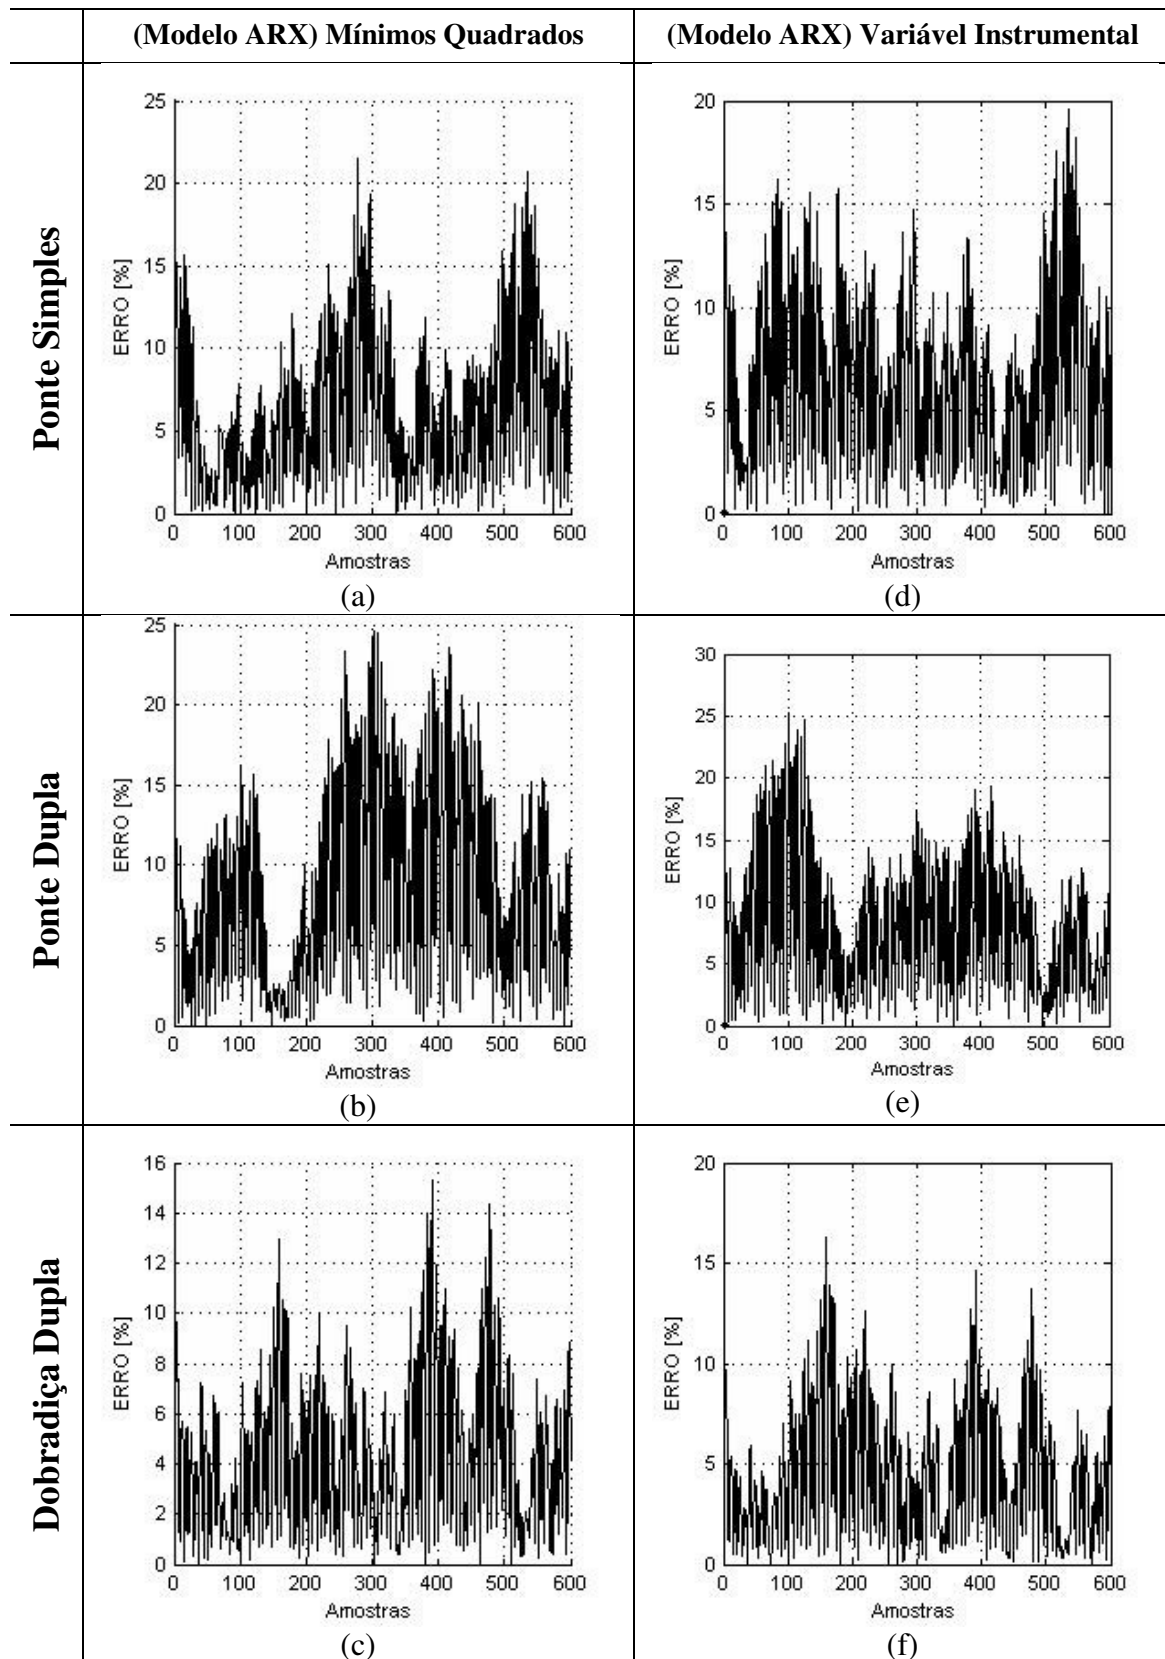 (Modelo ARX) Mínimos Quadrados
(Modelo ARX) Variável Instrumental
Ponte Simples
25
20
15
10
5
0
ERRO [%]
0 100 200 300 400 500 600
Amostras
(a)
20
15
10
5
0
ERRO [%]
0 100 200 300 400 500 600
Amostras
(d)
Ponte Dupla
25
20
15
10
5
0
ERRO [%]
0 100 200 300 400 500 600
Amostras
(b)
30
25
20
15
10
5
0
ERRO [%]
0 100 200 300 400 500 600
Amostras
(e)
Dobradiça Dupla
16
14
12
10
8
6
4
2
0
ERRO [%]
0 100 200 300 400 500 600
Amostras
(c)
20
15
10
5
0
ERRO [%]
0 100 200 300 400 500 600
Amostras
(f)